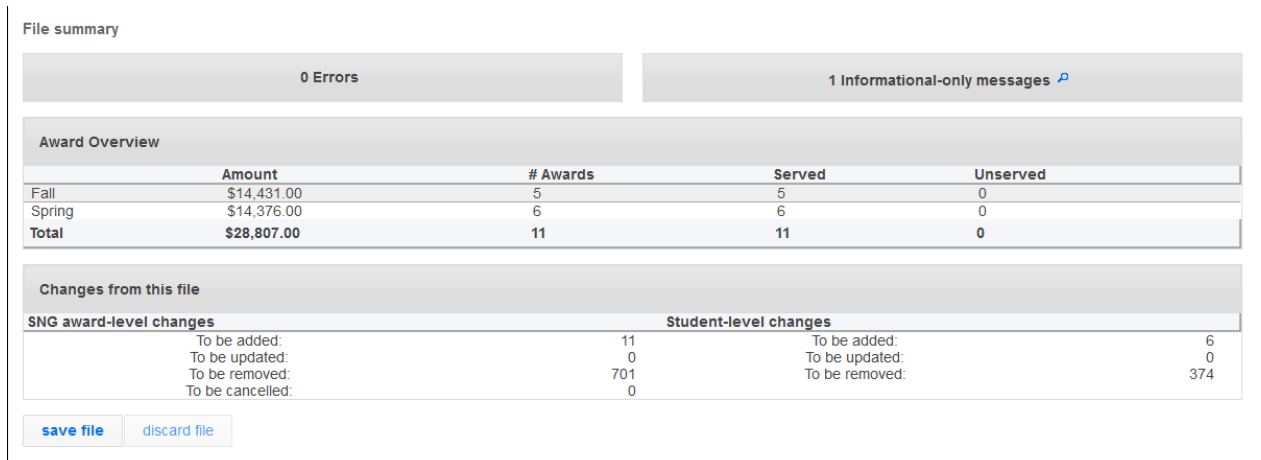 File summary
0 Errors
1 Informational-only messages
Award Overview
Amount # Awards Served Unserved
Fall $14,431.00 5 5 0
Spring $14,376.00 6 6 0
Total $28,807.00 11 11 0
Changes from this file
SNG award-level changes Student-level changes
To be added: 11 To be added: 6
To be updated: 0 To be updated: 0
To be removed: 701 To be removed: 374
To be cancelled: 0
save file discard file